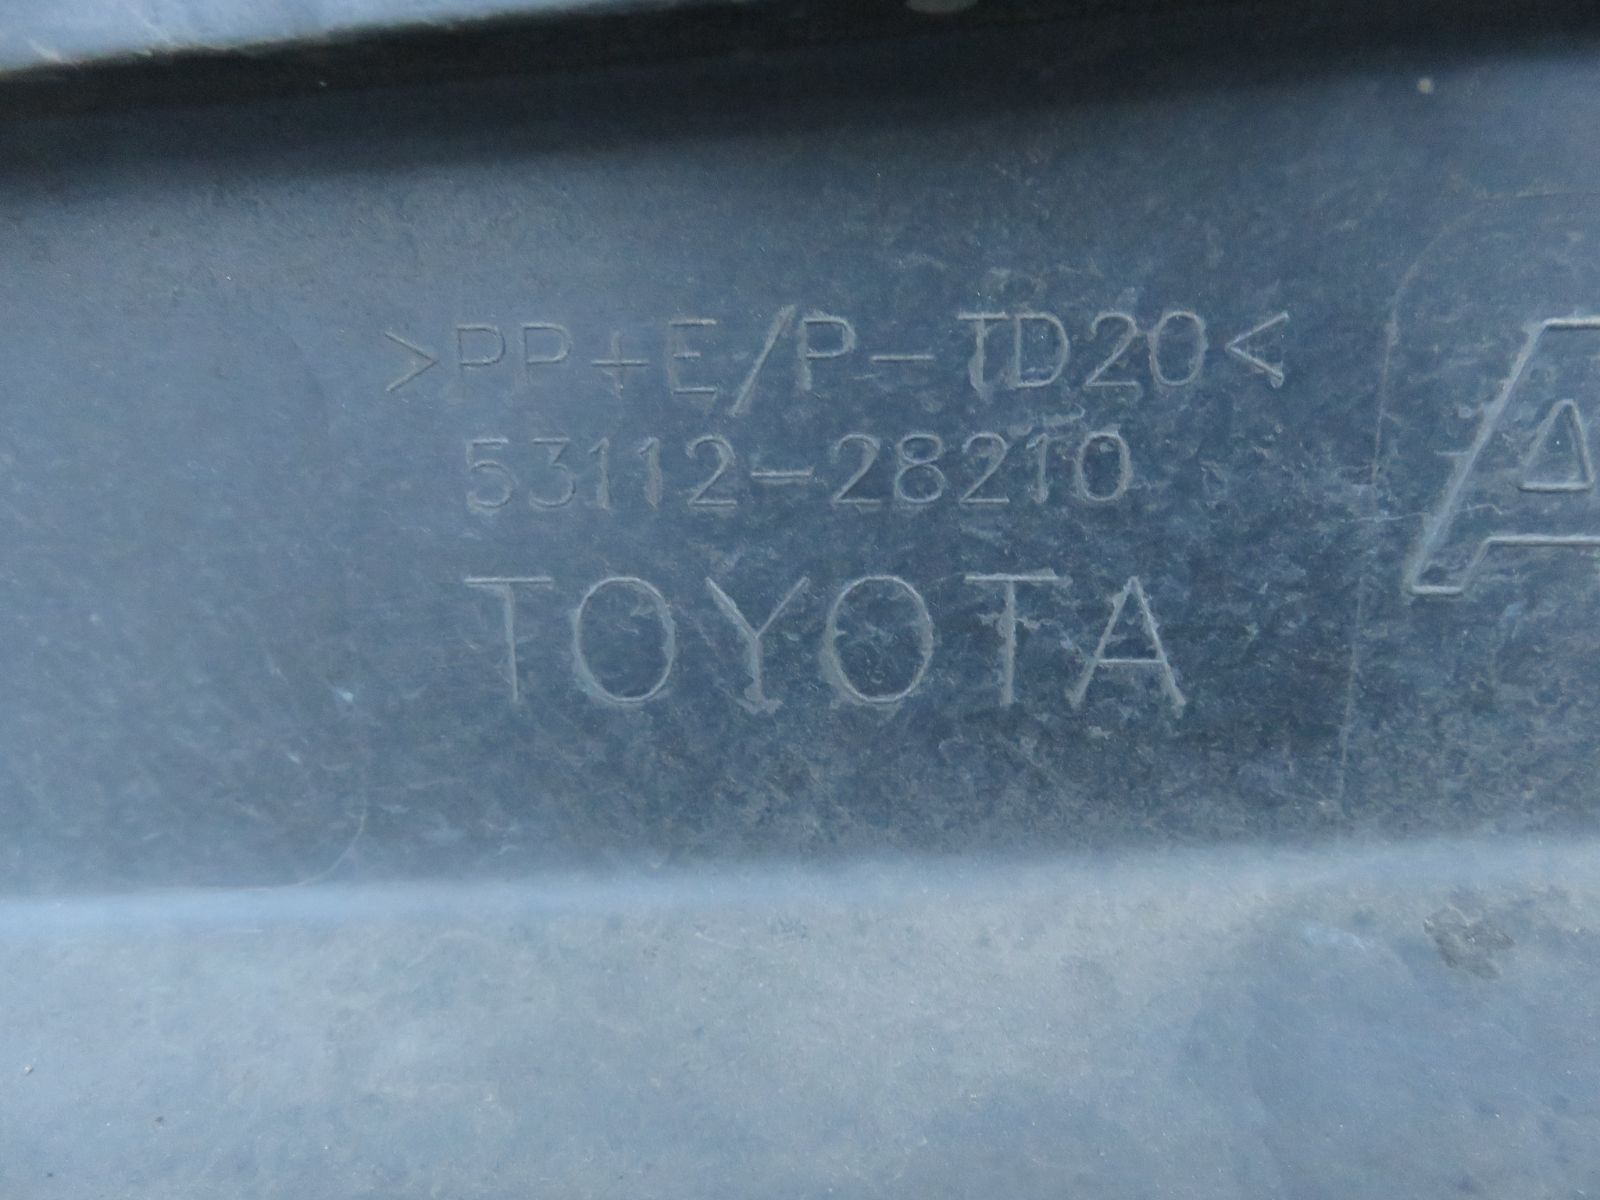 >PP+E/P-TD20<
53112-28210
TOYOTA
A